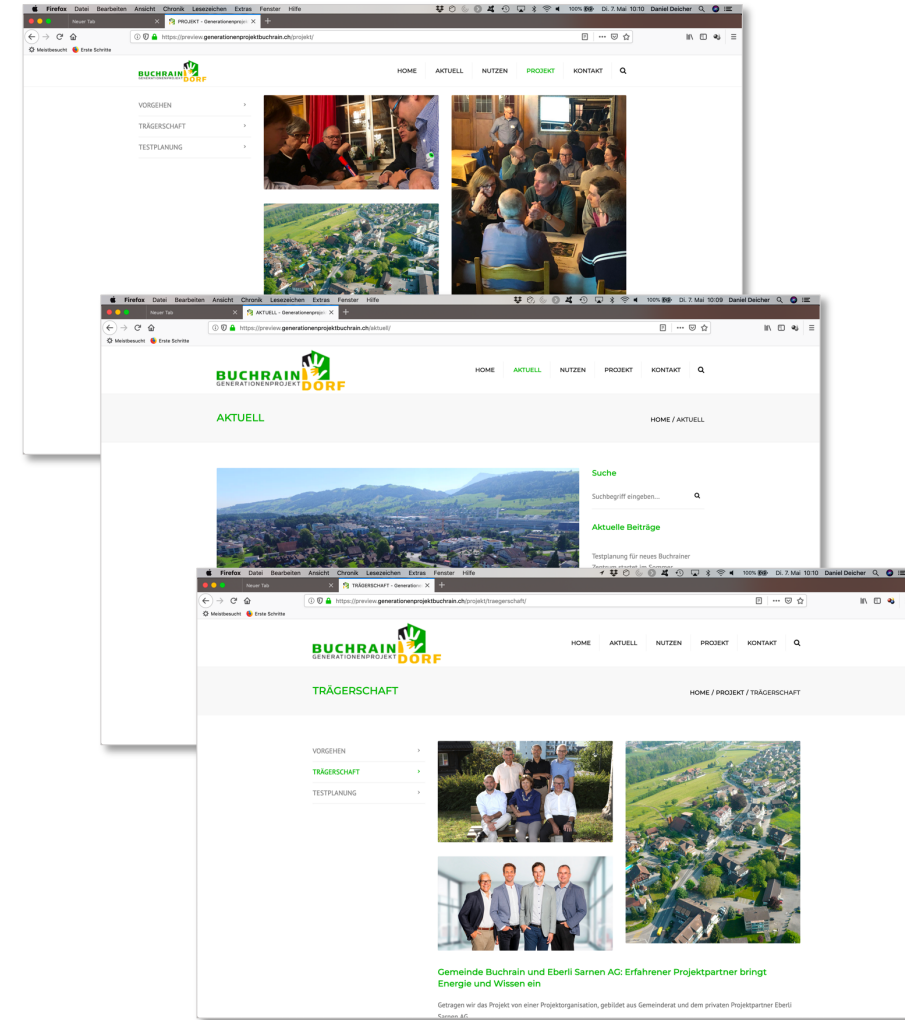 Firefox Datei Bearbeiten Ansicht Chronik Lesezeichen Extras Fenster Hilfe 100% Di. 7. Mai 10:10 Daniel Deicher
Neuer Tab PROJEKT - Generationenproje
https://preview.generationenprojektbuchrain.ch/projekt/
Meistbesucht Erste Schritte
BUCHRAIN
GENERATIONENPROJEKT DORF
HOME AKTUELL NUTZEN PROJEKT KONTAKT
VORGEHEN
TRÄGERSCHAFT
TESTPLANUNG
Firefox Datei Bearbeiten Ansicht Chronik Lesezeichen Extras Fenster Hilfe 100% Di. 7. Mai 10:09 Daniel Deicher
Neuer Tab AKTUELL - Generationenprojek
https://preview.generationenprojektbuchrain.ch/aktuell/
Meistbesucht Erste Schritte
BUCHRAIN
GENERATIONENPROJEKT DORF
HOME AKTUELL NUTZEN PROJEKT KONTAKT
AKTUELL
HOME / AKTUELL
Suche
Suchbegriff eingeben...
Aktuelle Beiträge
Testplanung für neues Buchrainer
Zentrum startet im Sommer
Firefox Datei Bearbeiten Ansicht Chronik Lesezeichen Extras Fenster Hilfe 100% Di. 7. Mai 10:10 Daniel Deicher
Neuer Tab TRÄGERSCHAFT - Generationen
https://preview.generationenprojektbuchrain.ch/projekt/traegerschaft/
Meistbesucht Erste Schritte
BUCHRAIN
GENERATIONENPROJEKT DORF
HOME AKTUELL NUTZEN PROJEKT KONTAKT
TRÄGERSCHAFT
HOME / PROJEKT / TRÄGERSCHAFT
VORGEHEN
TRÄGERSCHAFT
TESTPLANUNG
Gemeinde Buchrain und Eberli Sarnen AG: Erfahrener Projektpartner bringt
Energie und Wissen ein
Getragen wir das Projekt von einer Projektorganisation, gebildet aus Gemeinderat und dem privaten Projektpartner Eberli
Sarnen AG.